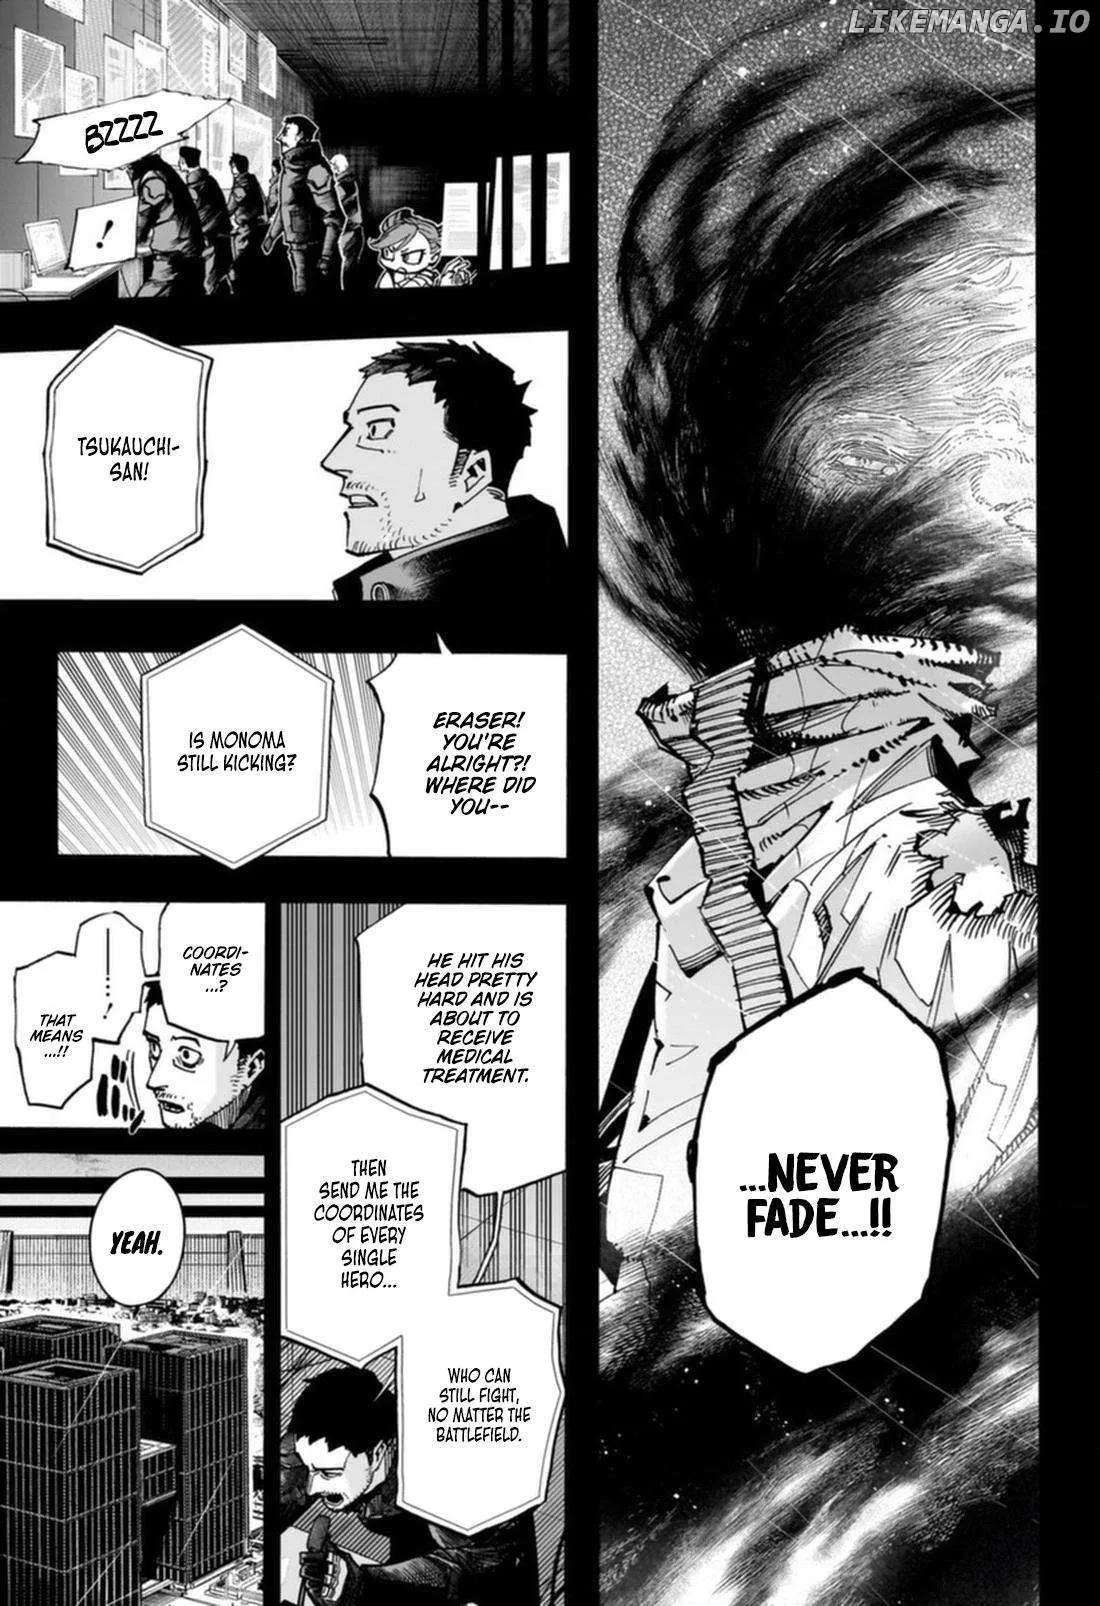 LIKEMANGA.IO
...NEVER
FADE...!!
BZZZZ
!
TSUKAUCHI-
SAN!
ERASER!
YOU'RE
ALRIGHT?!
WHERE DID
YOU--
IS MONOMA
STILL KICKING?
HE HIT HIS
HEAD PRETTY
HARD AND IS
ABOUT TO
RECEIVE
MEDICAL
TREATMENT.
THEN
SEND ME THE
COORDINATES
OF EVERY
SINGLE
HERO...
WHO CAN
STILL FIGHT,
NO MATTER THE
BATTLEFIELD.
COORDI-
NATES
...?
!
THAT
MEANS
...!!
YEAH.